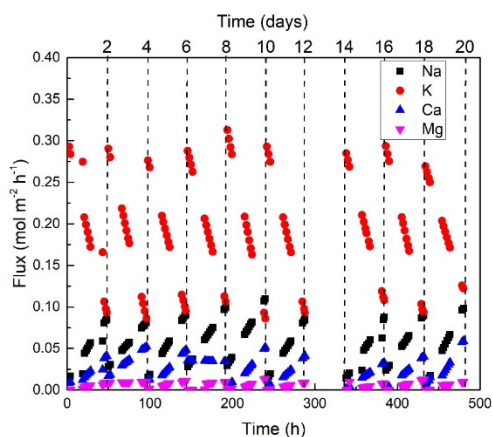 Time (days)
2 4 6 8 10 12 14 16 18 20
0.40
0.35
0.30
0.25
0.20
0.15
0.10
0.05
0.00
Flux (mol m⁻² h⁻¹)
Na
K
Ca
Mg
0 100 200 300 400 500
Time (h)